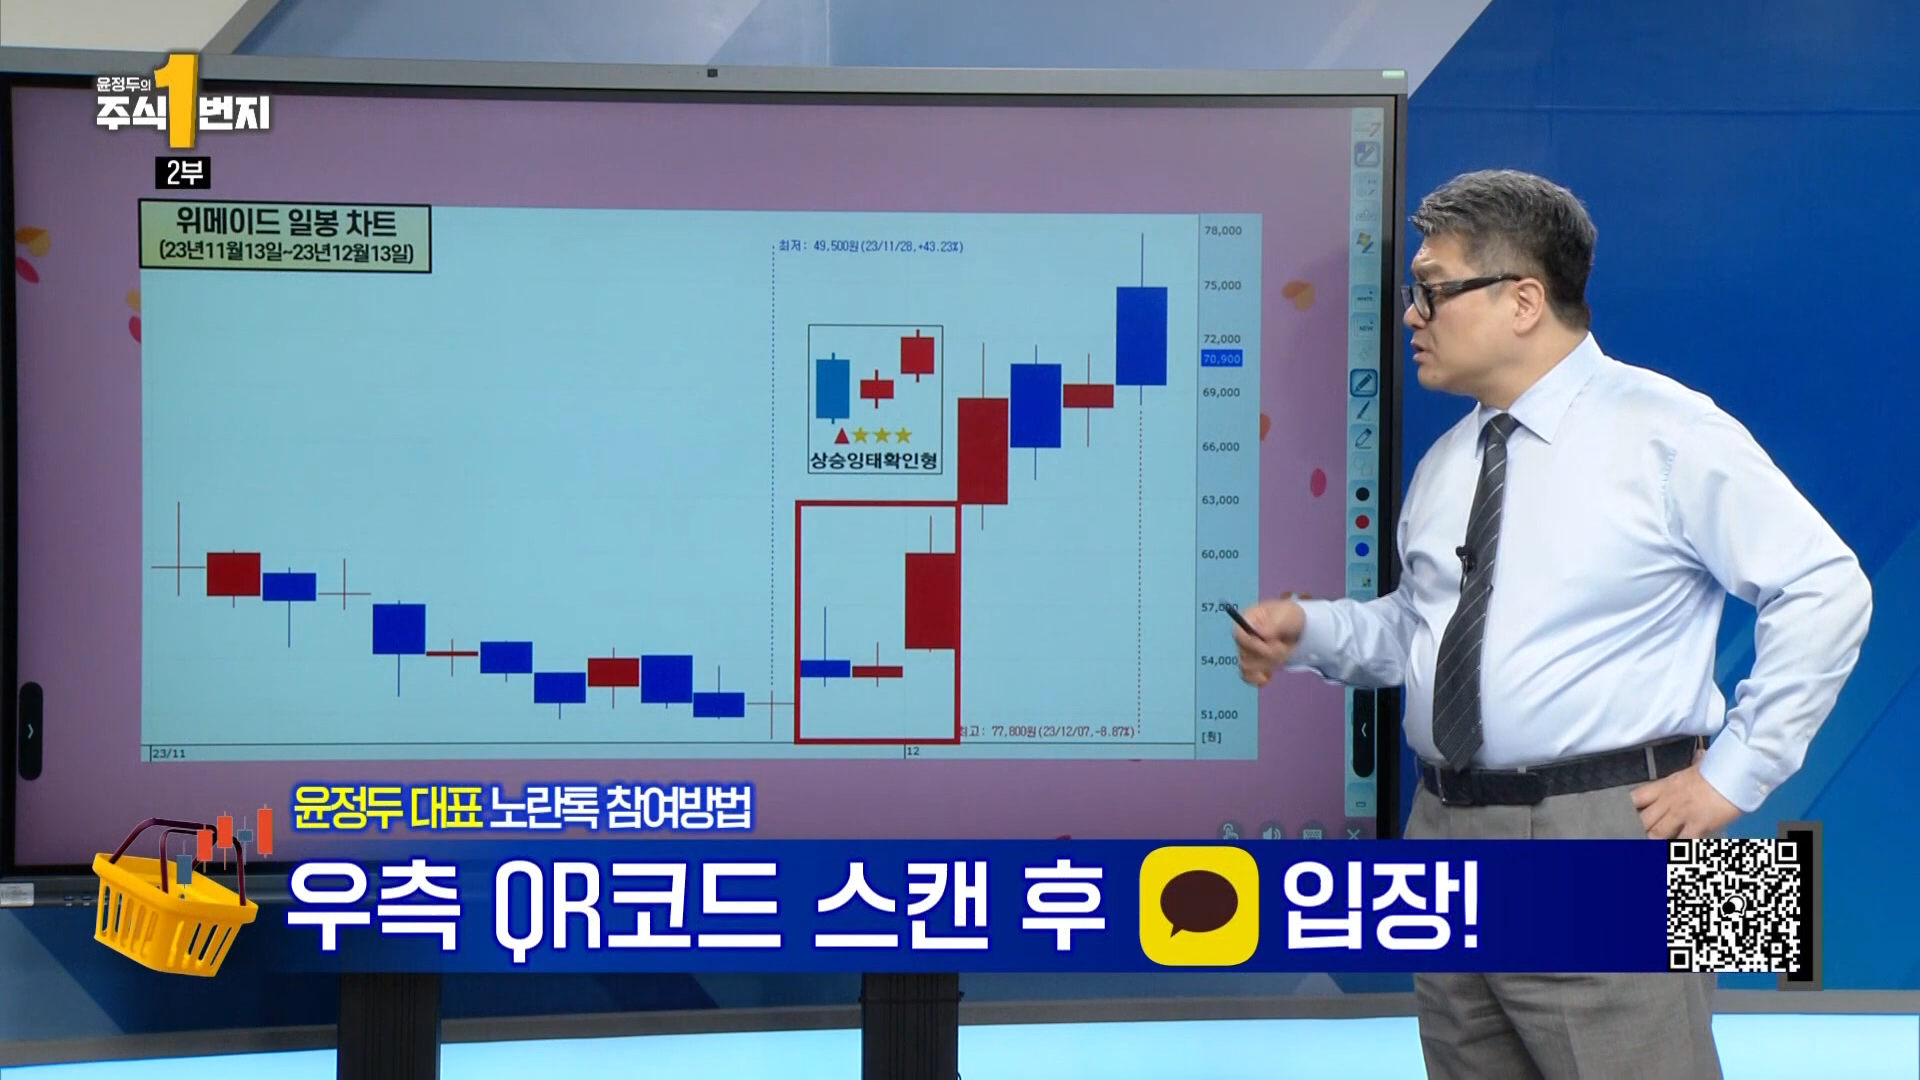 윤정두의
주식1번지
2부
위메이드 일봉 차트
(23년11월13일~23년12월13일)
최저: 49,500원(23/11/28,+43.23%)
상승잉태확인형
최고: 77,800원(23/12/07,-8.87%)
78,000
75,000
72,000
70,900
69,000
66,000
63,000
60,000
57,000
54,000
51,000
[원]
23/11
12
WHITE
NEW
윤정두 대표 노란톡 참여방법
우측 QR코드 스캔 후 입장!